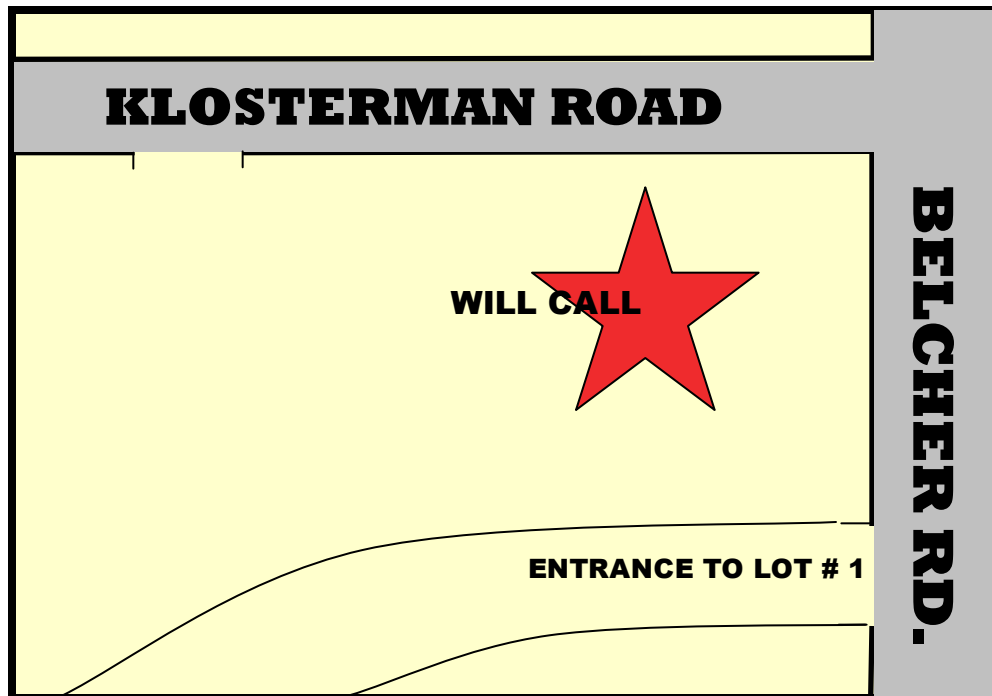 KLOSTERMAN ROAD
BELCHER RD.
WILL CALL
ENTRANCE TO LOT # 1